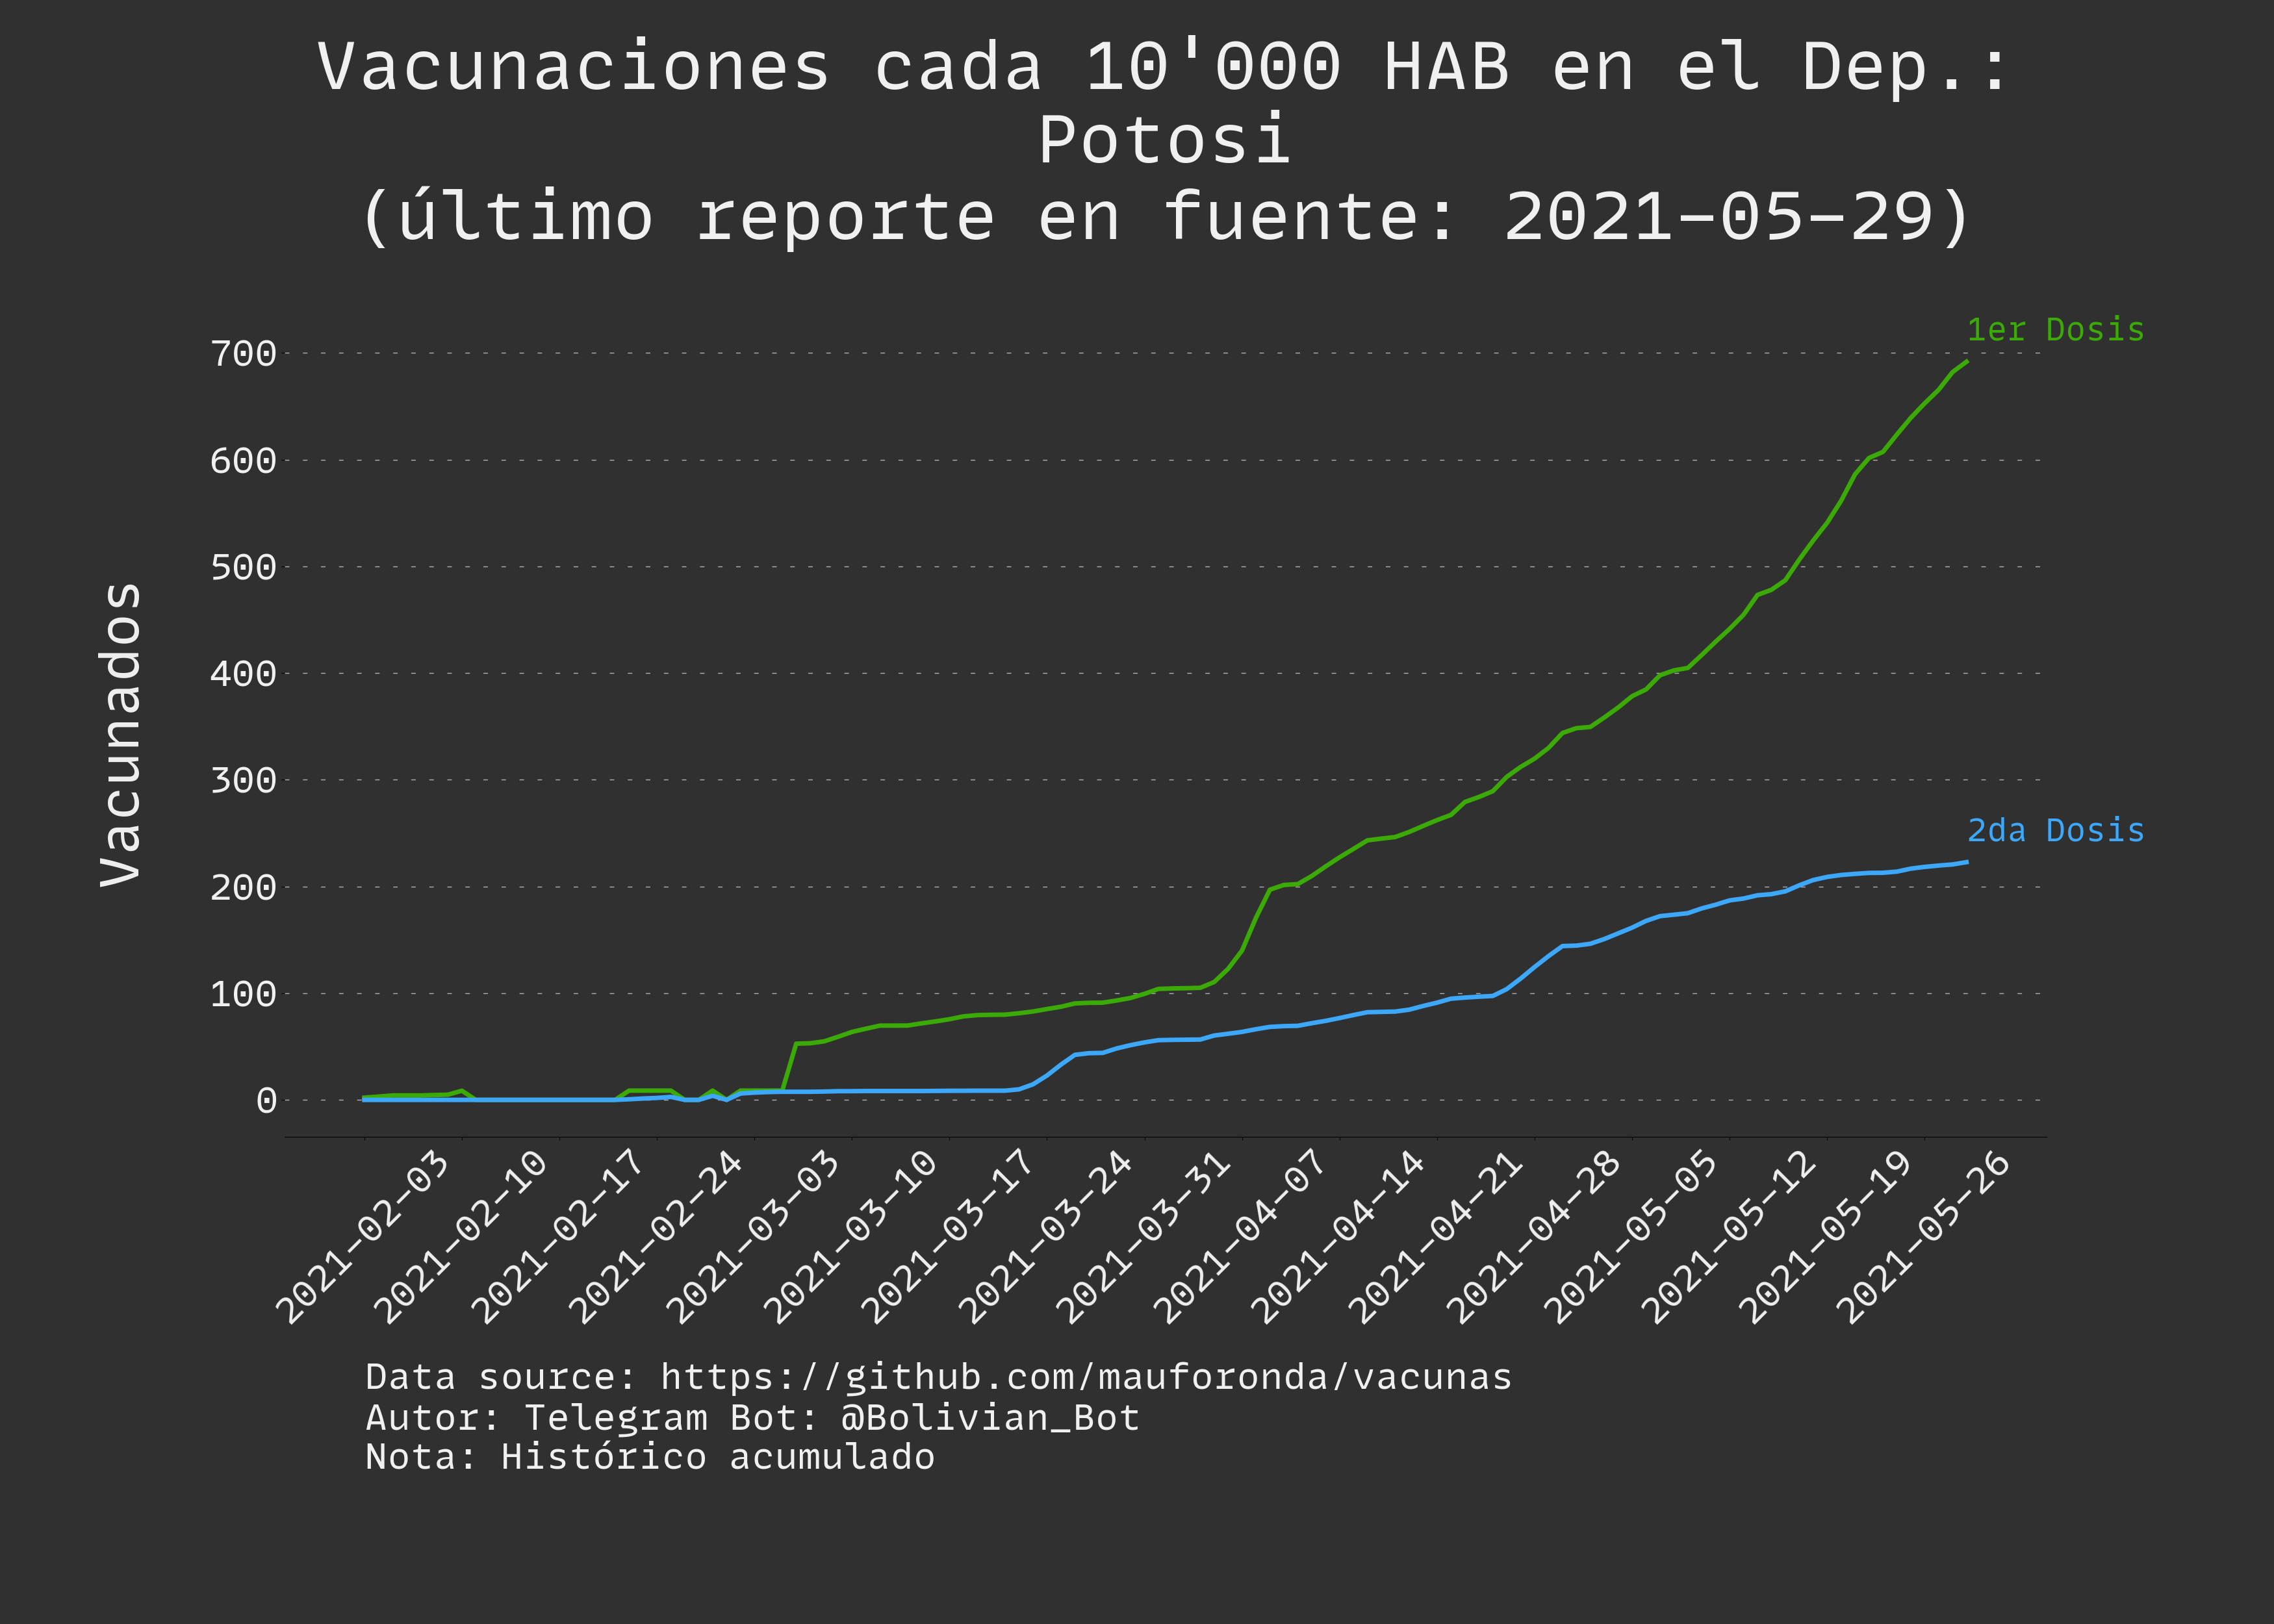 Vacunaciones cada 10'000 HAB en el Dep.:
Potosi
(último reporte en fuente: 2021-05-29)
1er Dosis
700
600
500
400
300
2da Dosis
200
100
0
Vacunados
2021-02-03
2021-02-10
2021-02-17
2021-02-24
2021-03-03
2021-03-10
2021-03-17
2021-03-24
2021-03-31
2021-04-07
2021-04-14
2021-04-21
2021-04-28
2021-05-05
2021-05-12
2021-05-19
2021-05-26
Data source: https://github.com/mauforonda/vacunas
Autor: Telegram Bot: @Bolivian_Bot
Nota: Histórico acumulado